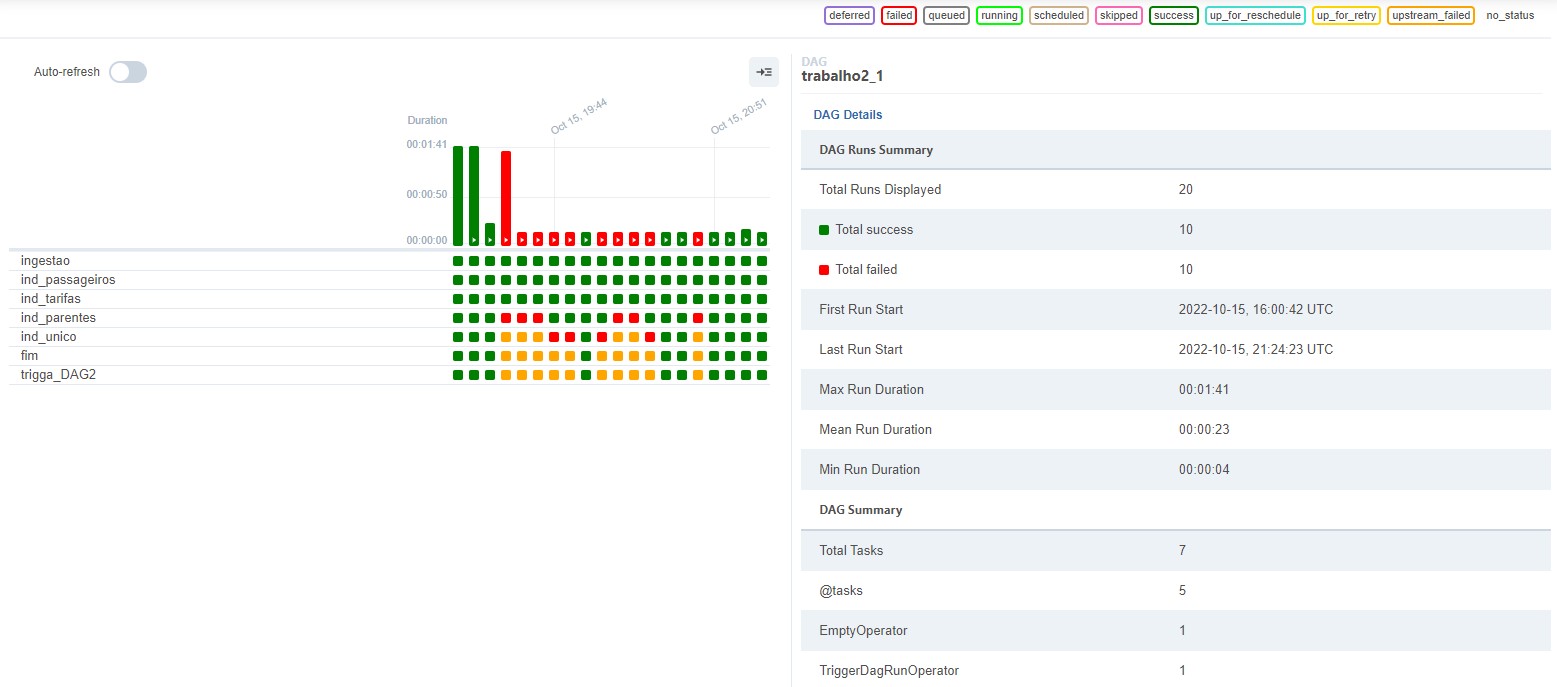 deferred failed queued running scheduled skipped success up_for_reschedule up_for_retry upstream_failed no_status
Auto-refresh
Oct 15, 19:44
Oct 15, 20:51
Duration
00:01:41
00:00:50
00:00:00
ingestao
ind_passageiros
ind_tarifas
ind_parentes
ind_unico
fim
trigga_DAG2
DAG
trabalho2_1
DAG Details
DAG Runs Summary
Total Runs Displayed 20
Total success 10
Total failed 10
First Run Start 2022-10-15, 16:00:42 UTC
Last Run Start 2022-10-15, 21:24:23 UTC
Max Run Duration 00:01:41
Mean Run Duration 00:00:23
Min Run Duration 00:00:04
DAG Summary
Total Tasks 7
@tasks 5
EmptyOperator 1
TriggerDagRunOperator 1